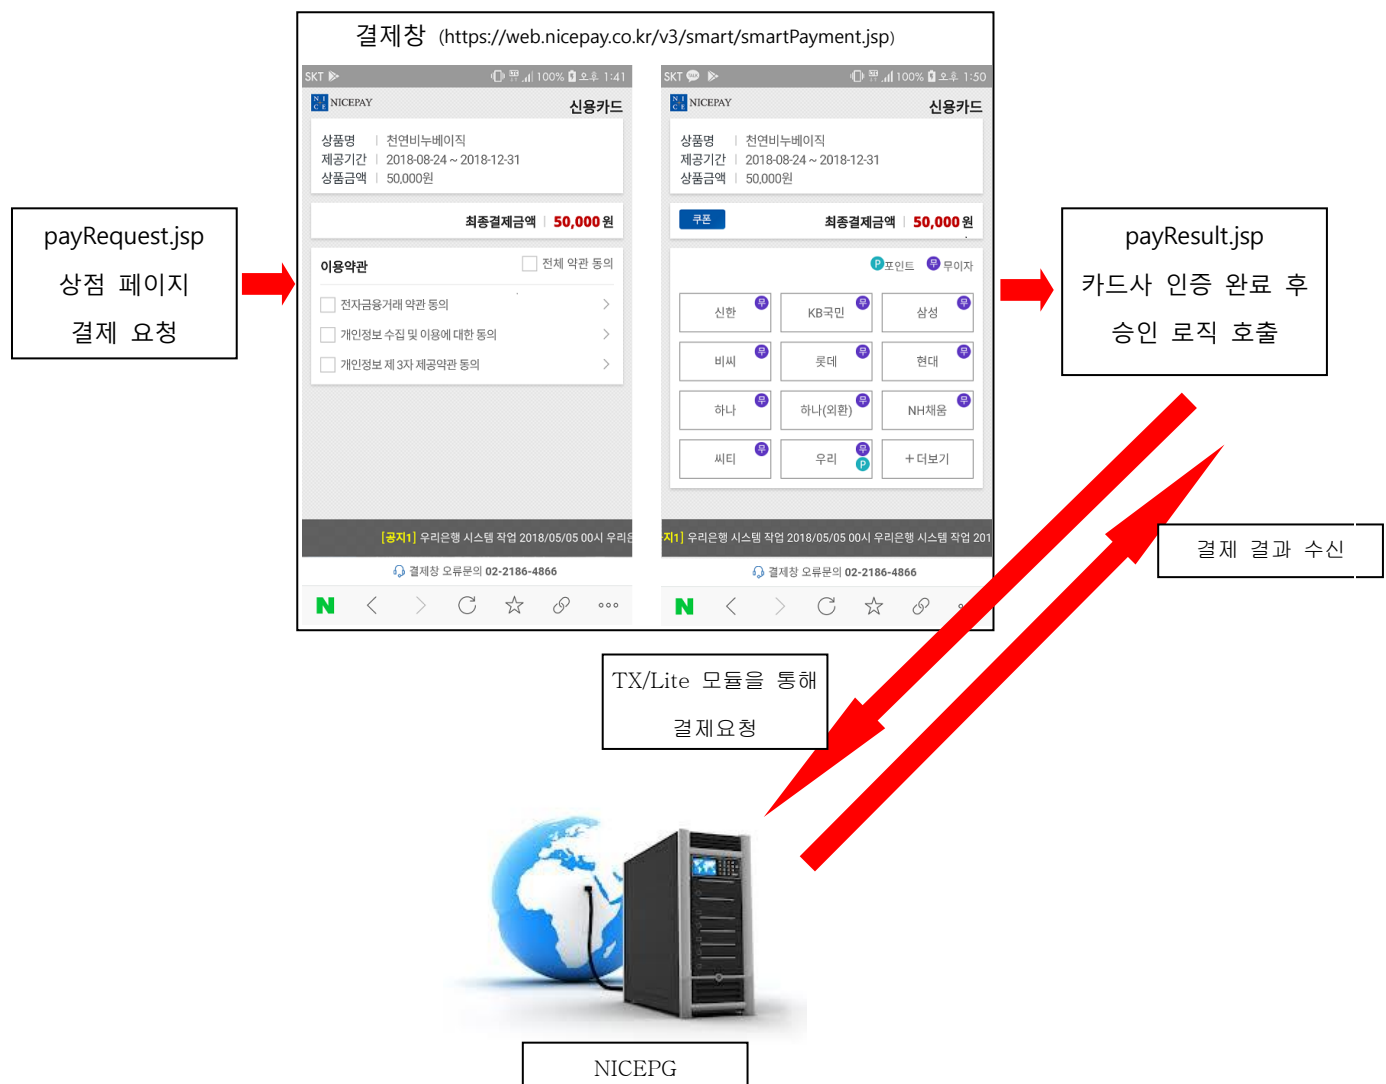 결제창 (https://web.nicepay.co.kr/v3/smart/smartPayment.jsp)
SKT 100% 오후 1:41
NICE NICEPAY 신용카드
상품명 천연비누베이직
제공기간 2018-08-24 ~ 2018-12-31
상품금액 50,000원
최종결제금액 50,000 원
이용약관 전체 약관 동의
전자금융거래 약관 동의
개인정보 수집 및 이용에 대한 동의
개인정보 제 3자 제공약관 동의
[공지1] 우리은행 시스템 작업 2018/05/05 00시 우리은
결제창 오류문의 02-2186-4866
N
SKT 100% 오후 1:50
NICE NICEPAY 신용카드
상품명 천연비누베이직
제공기간 2018-08-24 ~ 2018-12-31
상품금액 50,000원
쿠폰 최종결제금액 50,000 원
P 포인트 무 무이자
신한 무 KB국민 무 삼성 무
비씨 무 롯데 무 현대 무
하나 무 하나(외환) 무 NH채움 무
씨티 무 우리 무 P +더보기
지1] 우리은행 시스템 작업 2018/05/05 00시 우리은행 시스템 작업 201
결제창 오류문의 02-2186-4866
N
payRequest.jsp
상점 페이지
결제 요청
payResult.jsp
카드사 인증 완료 후
승인 로직 호출
결제 결과 수신
TX/Lite 모듈을 통해
결제요청
NICEPG